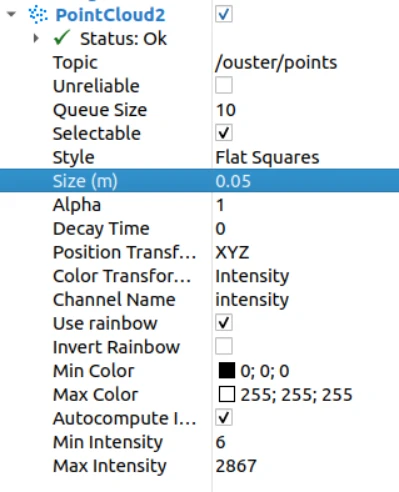 PointCloud2
Status: Ok
Topic /ouster/points
Unreliable
Queue Size 10
Selectable
Style Flat Squares
Size (m) 0.05
Alpha 1
Decay Time 0
Position Transf... XYZ
Color Transfor... Intensity
Channel Name intensity
Use rainbow
Invert Rainbow
Min Color 0; 0; 0
Max Color 255; 255; 255
Autocompute I...
Min Intensity 6
Max Intensity 2867